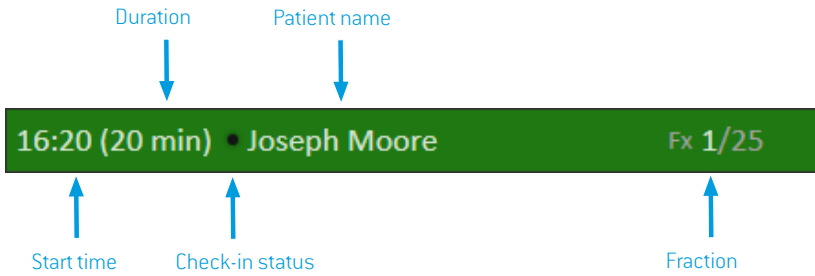 Duration Patient name
16:20 (20 min) • Joseph Moore Fx 1/25
Start time Check-in status Fraction